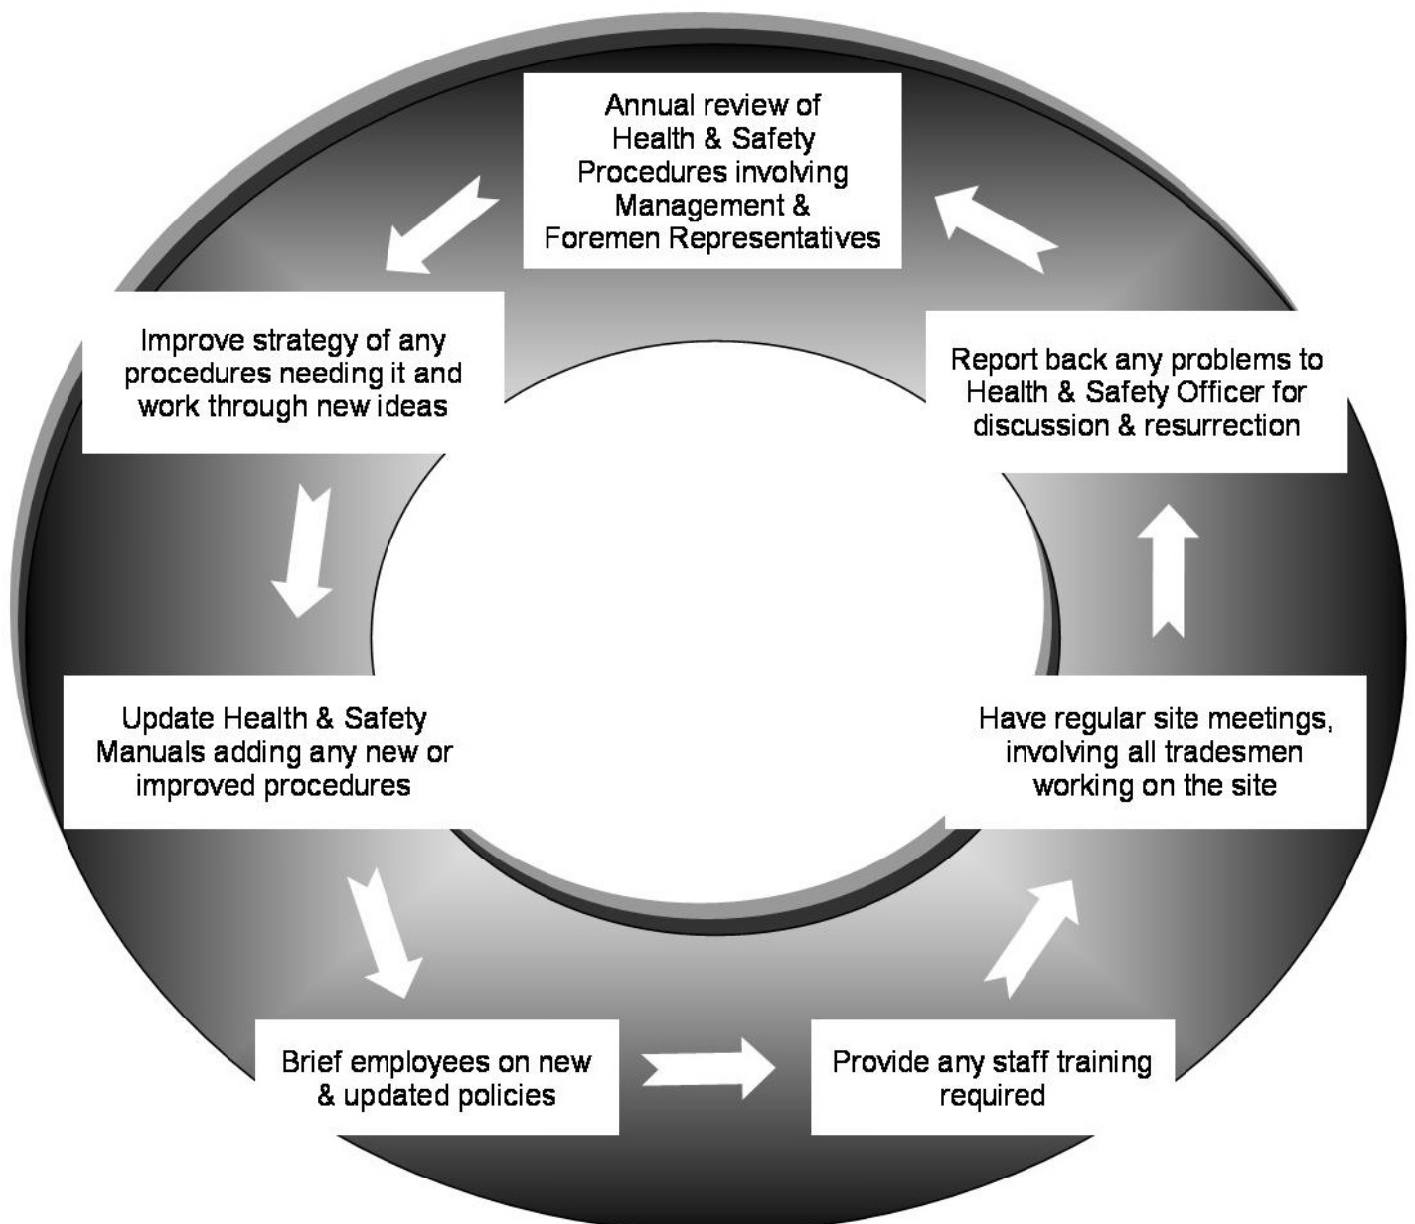 Annual review of
Health & Safety
Procedures involving
Management &
Foremen Representatives
Improve strategy of any
procedures needing it and
work through new ideas
Update Health & Safety
Manuals adding any new or
improved procedures
Brief employees on new
& updated policies
Provide any staff training
required
Have regular site meetings,
involving all tradesmen
working on the site
Report back any problems to
Health & Safety Officer for
discussion & resurrection